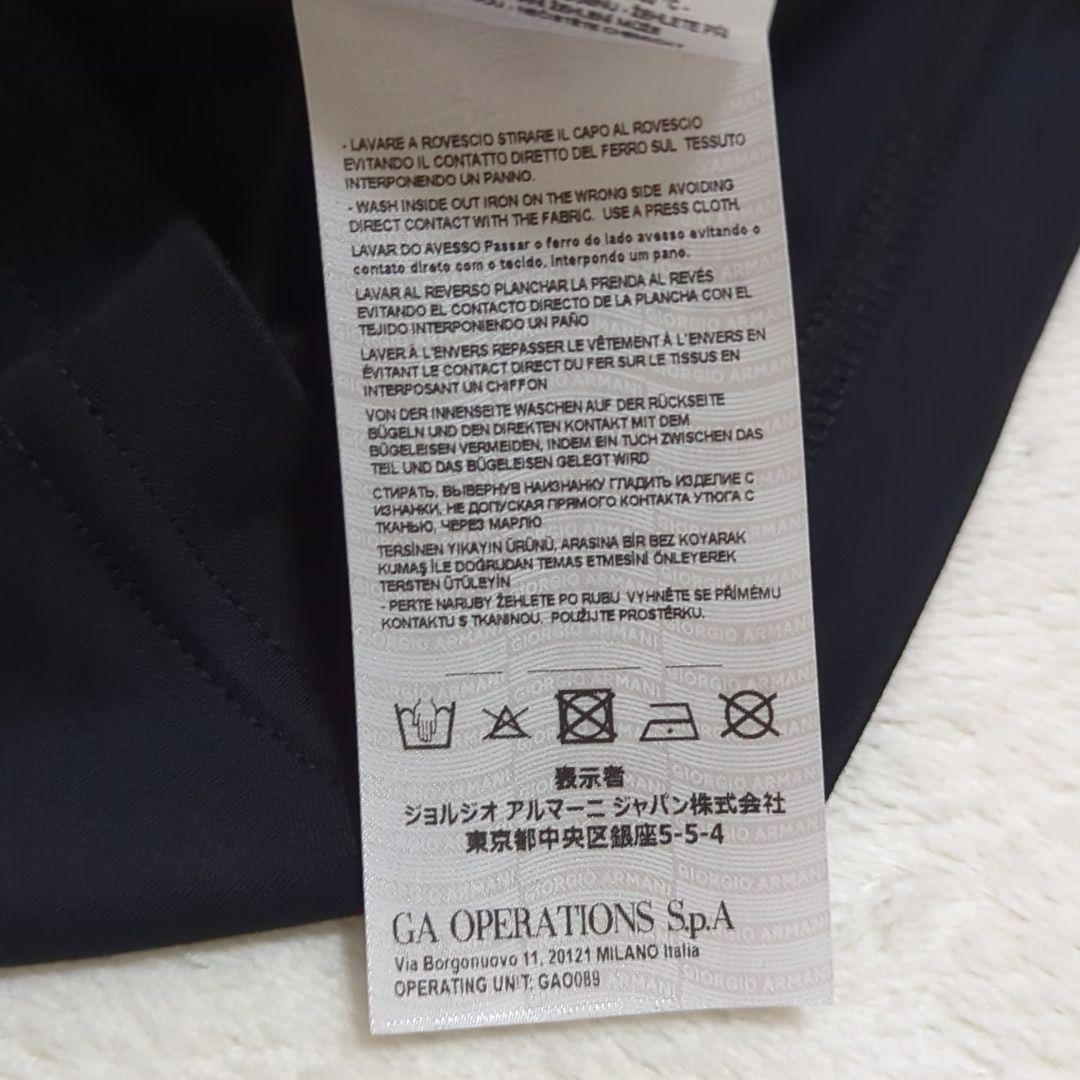 ŽEHLETE PŘI
ŽEHLENÍ MŮŽE
- LAVARE A ROVESCIO STIRARE IL CAPO AL ROVESCIO
EVITANDO IL CONTATTO DIRETTO DEL FERRO SUL TESSUTO
INTERPONENDO UN PANNO.
- WASH INSIDE OUT IRON ON THE WRONG SIDE AVOIDING
DIRECT CONTACT WITH THE FABRIC. USE A PRESS CLOTH.
LAVAR DO AVESSO Passar o ferro do lado avesso evitando o
contato direto com o tecido, interpondo um pano.
LAVAR AL REVERSO PLANCHAR LA PRENDA AL REVÉS
EVITANDO EL CONTACTO DIRECTO DE LA PLANCHA CON EL
TEJIDO INTERPONIENDO UN PAÑO
LAVER À L'ENVERS REPASSER LE VÊTEMENT À L'ENVERS EN
ÉVITANT LE CONTACT DIRECT DU FER SUR LE TISSUS EN
INTERPOSANT UN CHIFFON
VON DER INNENSEITE WASCHEN AUF DER RÜCKSEITE
BÜGELN UND DEN DIREKTEN KONTAKT MIT DEM
BÜGELEISEN VERMEIDEN, INDEM EIN TUCH ZWISCHEN DAS
TEIL UND DAS BÜGELEISEN GELEGT WIRD
СТИРАТЬ, ВЫВЕРНУВ НАИЗНАНКУ ГЛАДИТЬ ИЗДЕЛИЕ С
ИЗНАНКИ, НЕ ДОПУСКАЯ ПРЯМОГО КОНТАКТА УТЮГА С
ТКАНЬЮ, ЧЕРЕЗ МАРЛЮ
TERSİNEN YIKAYIN ÜRÜNÜ, ARASINA BİR BEZ KOYARAK
KUMAŞ İLE DOĞRUDAN TEMAS ETMESİNİ ÖNLEYEREK
TERSTEN ÜTÜLEYİN
- PERTE NARUBY ŽEHLETE PO RUBU VYHNĚTE SE PŘÍMÉMU
KONTAKTU S TKANINOU. POUŽIJTE PROSTĚRKU.
表示者
ジョルジオ アルマーニ ジャパン株式会社
東京都中央区銀座5-5-4
GA OPERATIONS S.p.A
Via Borgonuovo 11, 20121 MILANO Italia
OPERATING UNIT: GAO089